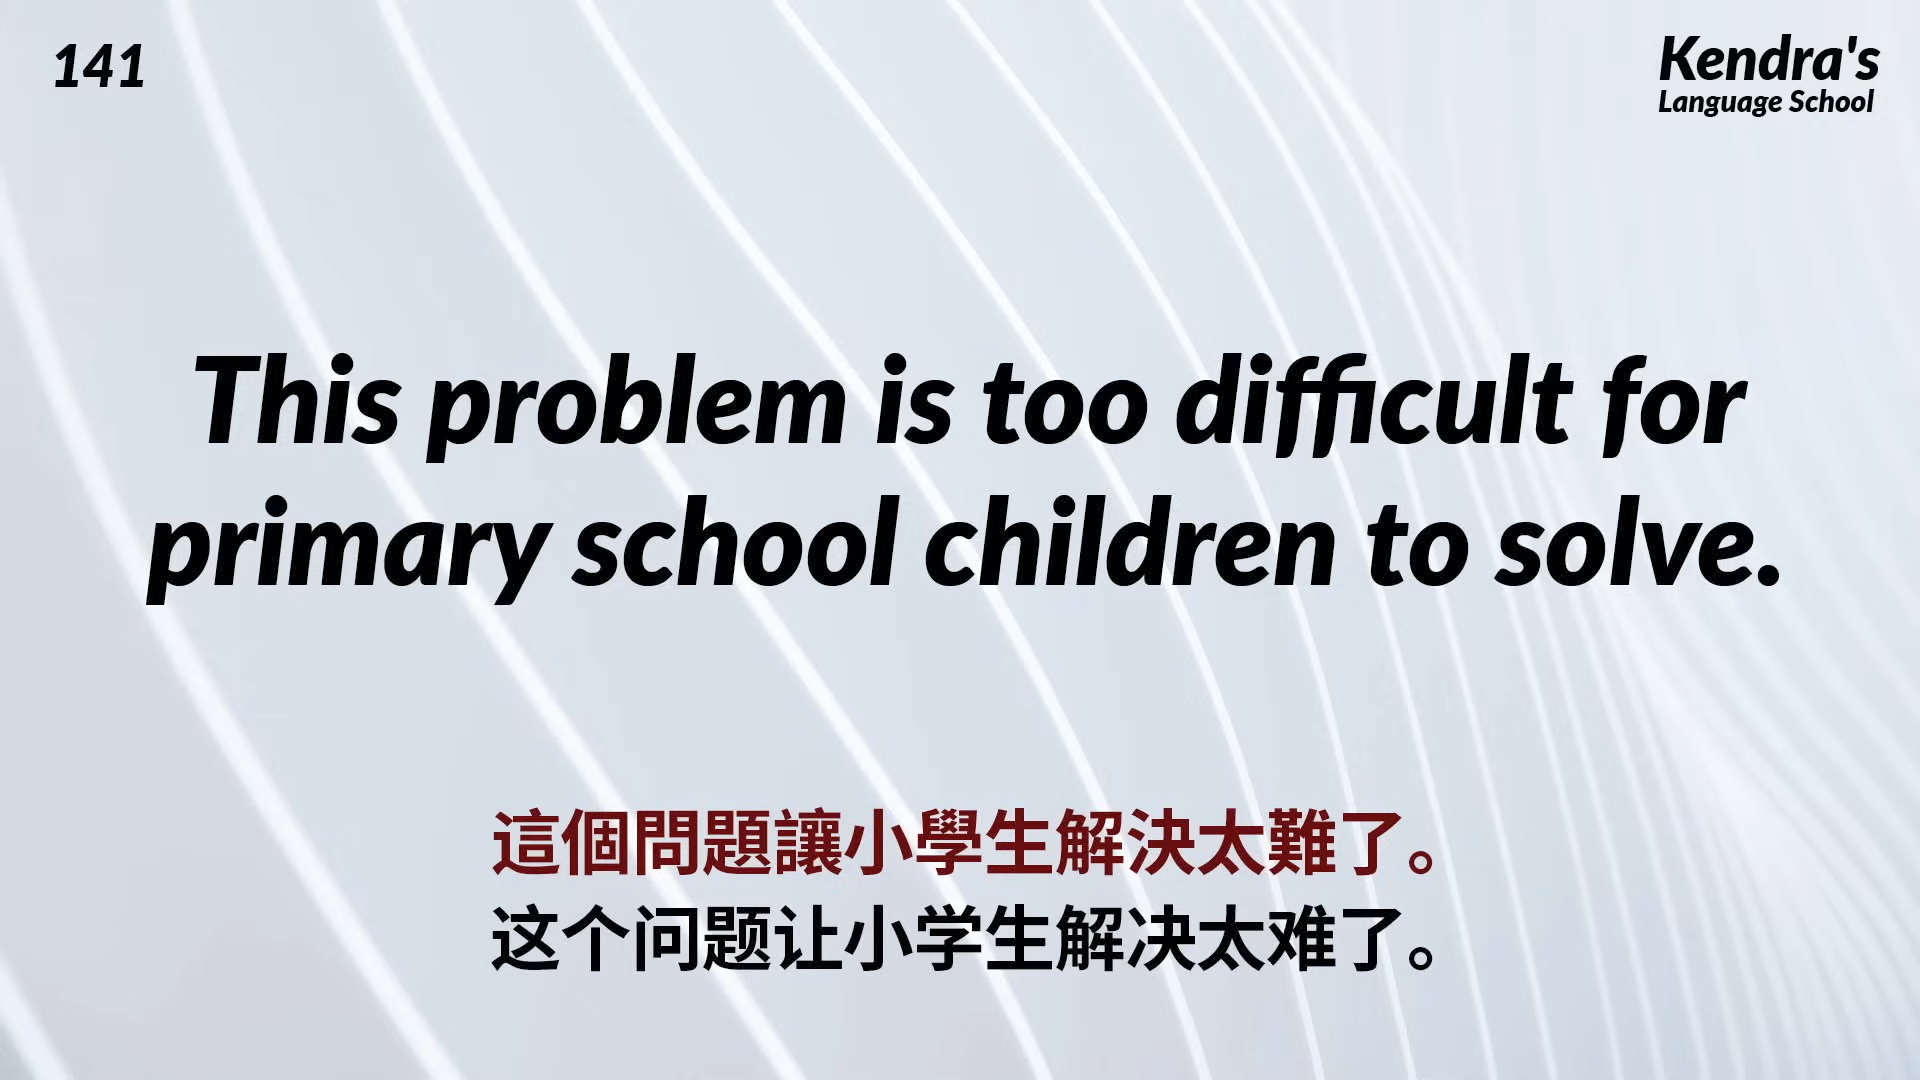 141
Kendra's
Language School
This problem is too difficult for
primary school children to solve.
這個問題讓小學生解決太難了。
这个问题让小学生解决太难了。